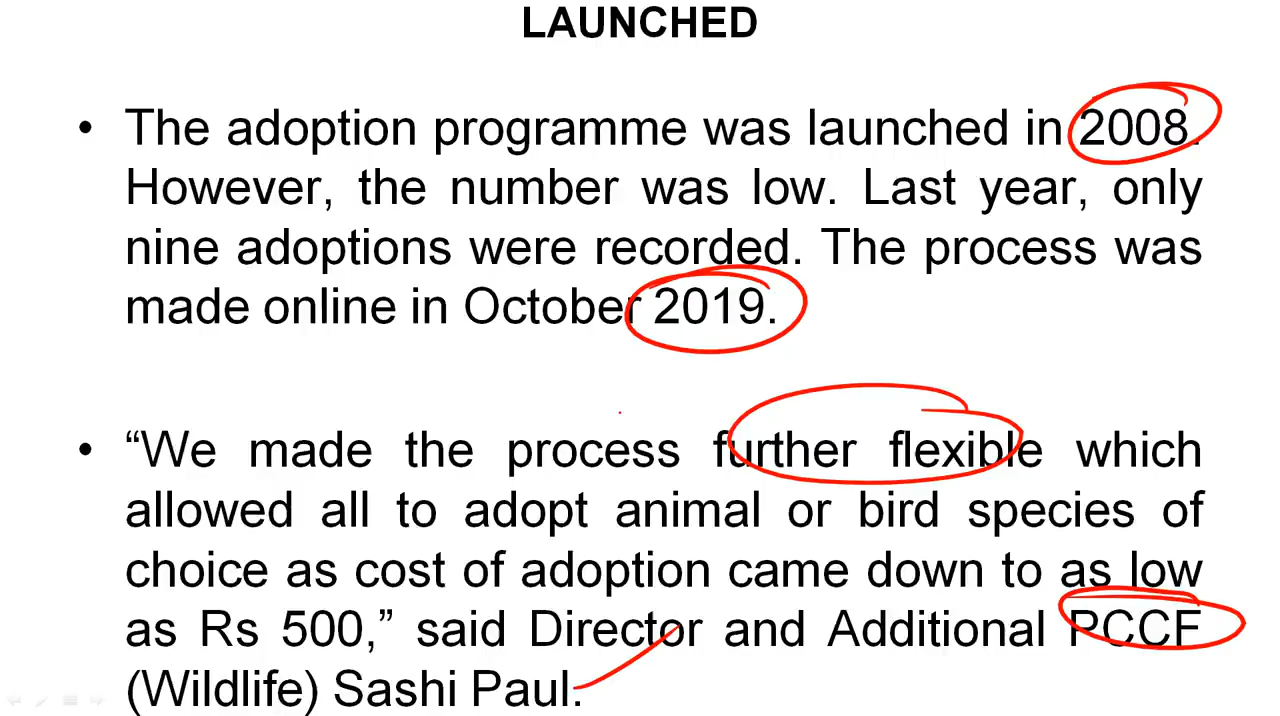 LAUNCHED
• The adoption programme was launched in 2008.
However, the number was low. Last year, only
nine adoptions were recorded. The process was
made online in October 2019.
• “We made the process further flexible which
allowed all to adopt animal or bird species of
choice as cost of adoption came down to as low
as Rs 500,” said Director and Additional PCCF
(Wildlife) Sashi Paul.